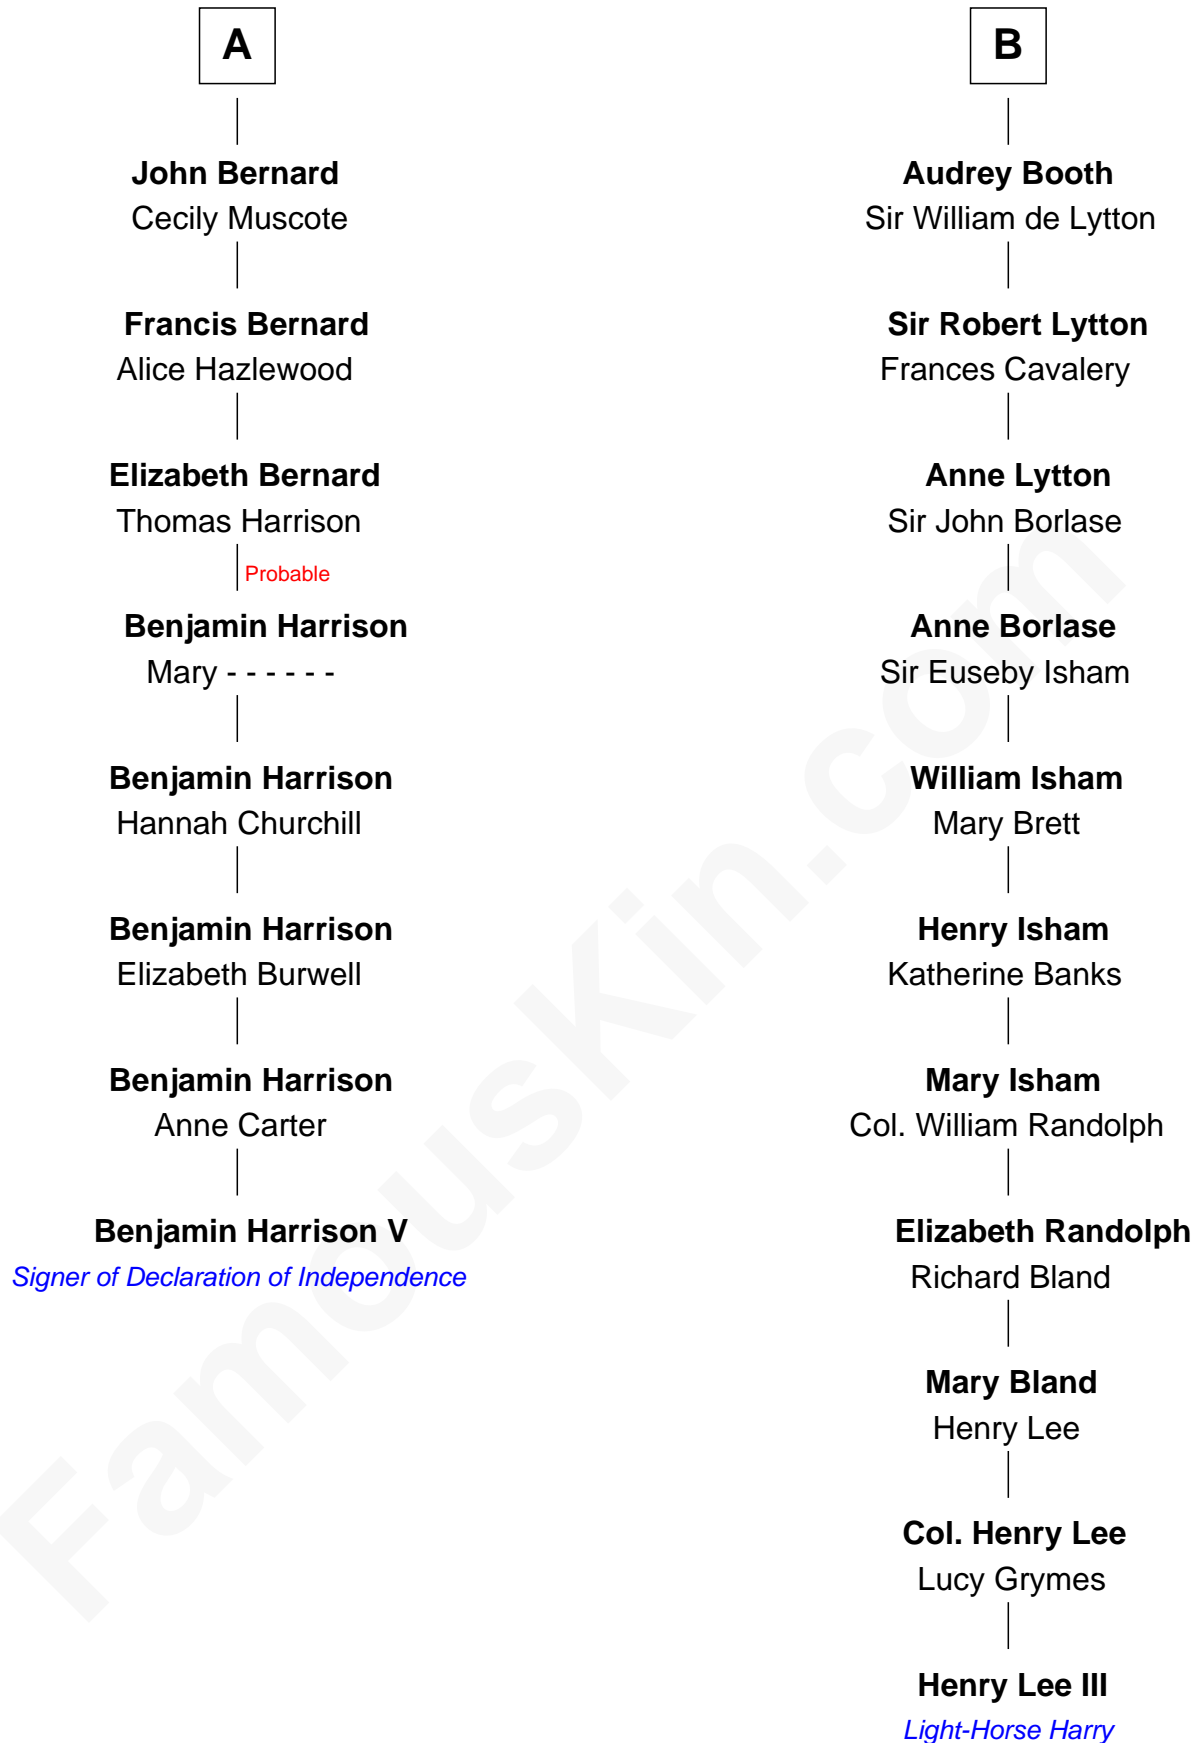 A
John Bernard
Cecily Muscote
Francis Bernard
Alice Hazlewood
Elizabeth Bernard
Thomas Harrison
Probable
Benjamin Harrison
Mary - - - - - -
Benjamin Harrison
Hannah Churchill
Benjamin Harrison
Elizabeth Burwell
Benjamin Harrison
Anne Carter
Benjamin Harrison V
Signer of Declaration of Independence
B
Audrey Booth
Sir William de Lytton
Sir Robert Lytton
Frances Cavalery
Anne Lytton
Sir John Borlase
Anne Borlase
Sir Euseby Isham
William Isham
Mary Brett
Henry Isham
Katherine Banks
Mary Isham
Col. William Randolph
Elizabeth Randolph
Richard Bland
Mary Bland
Henry Lee
Col. Henry Lee
Lucy Grymes
Henry Lee III
Light-Horse Harry
FamousKin.com